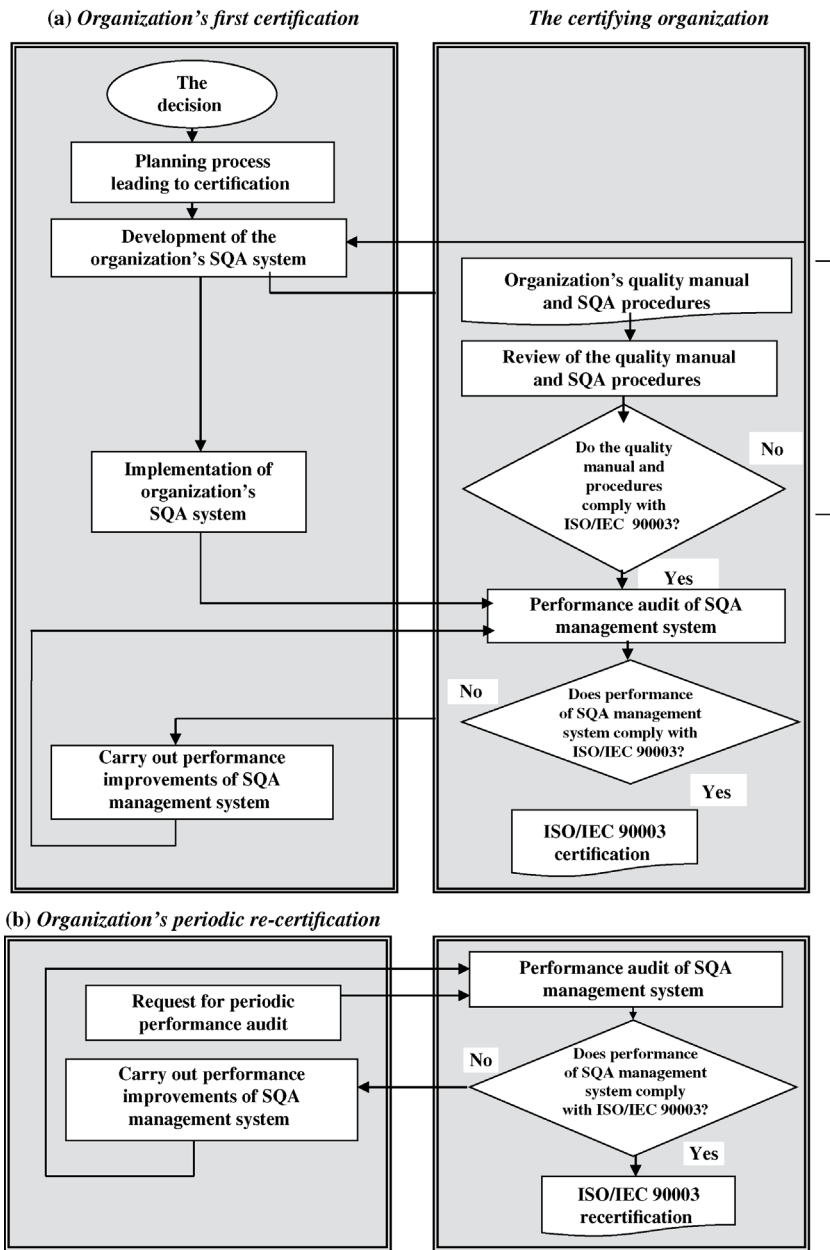 (a) Organization's first certification
The certifying organization
The
decision
Planning process
leading to certification
Development of the
organization's SQA system
Organization's quality manual
and SQA procedures
Review of the quality manual
and SQA procedures
Do the quality
manual and
procedures
comply with
ISO/IEC 90003?
No
Implementation of
organization's
SQA system
Yes
Performance audit of SQA
management system
No
Does performance
of SQA management
system comply with
ISO/IEC 90003?
Carry out performance
improvements of SQA
management system
Yes
ISO/IEC 90003
certification
(b) Organization's periodic re-certification
Performance audit of SQA
management system
Request for periodic
performance audit
No
Does performance
of SQA management
system comply
with ISO/IEC 90003?
Carry out performance
improvements of SQA
management system
Yes
ISO/IEC 90003
recertification